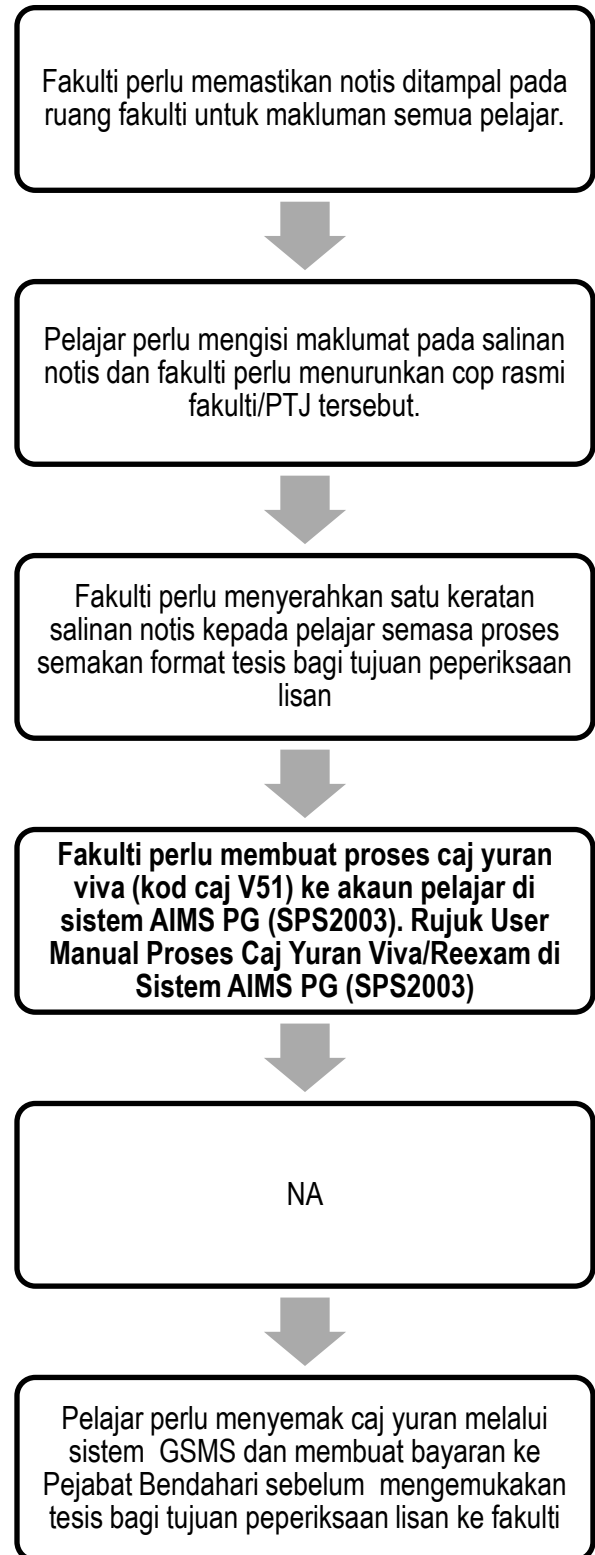 Fakulti perlu memastikan notis ditampal pada
ruang fakulti untuk makluman semua pelajar.
Pelajar perlu mengisi maklumat pada salinan
notis dan fakulti perlu menurunkan cop rasmi
fakulti/PTJ tersebut.
Fakulti perlu menyerahkan satu keratan
salinan notis kepada pelajar semasa proses
semakan format tesis bagi tujuan peperiksaan
lisan
Fakulti perlu membuat proses caj yuran
viva (kod caj V51) ke akaun pelajar di
sistem AIMS PG (SPS2003). Rujuk User
Manual Proses Caj Yuran Viva/Reexam di
Sistem AIMS PG (SPS2003)
NA
Pelajar perlu menyemak caj yuran melalui
sistem GSMS dan membuat bayaran ke
Pejabat Bendahari sebelum mengemukakan
tesis bagi tujuan peperiksaan lisan ke fakulti